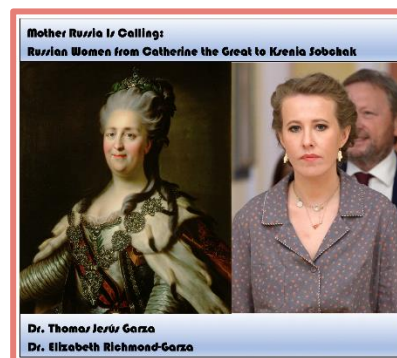 Mother Russia Is Calling:
Russian Women from Catherine the Great to Ksenia Sobchak
Dr. Thomas Jesús Garza
Dr. Elizabeth Richmond-Garza